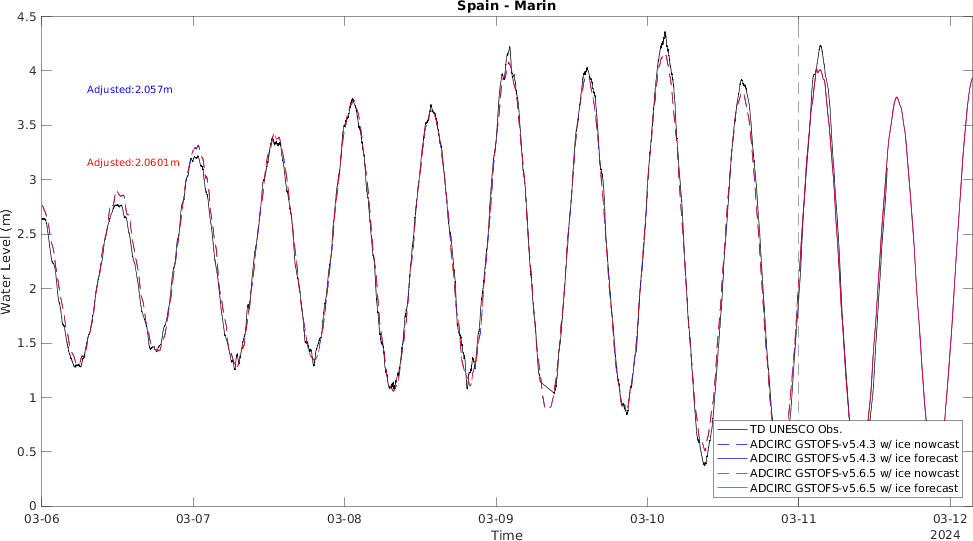 Spain - Marin
4.5
4
3.5
3
2.5
2
1.5
1
0.5
0
Water Level (m)
Adjusted:2.057m
Adjusted:2.0601m
TD UNESCO Obs.
ADCIRC GSTOFS-v5.4.3 w/ ice nowcast
ADCIRC GSTOFS-v5.4.3 w/ ice forecast
ADCIRC GSTOFS-v5.6.5 w/ ice nowcast
ADCIRC GSTOFS-v5.6.5 w/ ice forecast
03-06 03-07 03-08 03-09 03-10 03-11 03-12
Time 2024